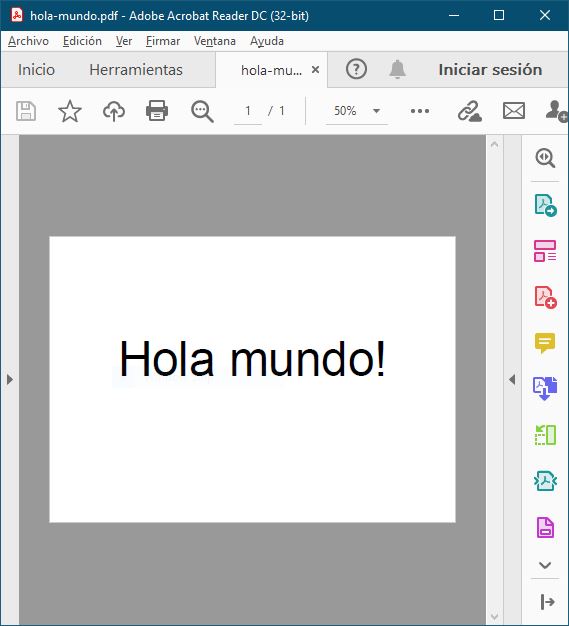 hola-mundo.pdf - Adobe Acrobat Reader DC (32-bit)
Archivo Edición Ver Firmar Ventana Ayuda
Inicio Herramientas hola-mu... × ? Iniciar sesión
1 / 1 50%
Hola mundo!